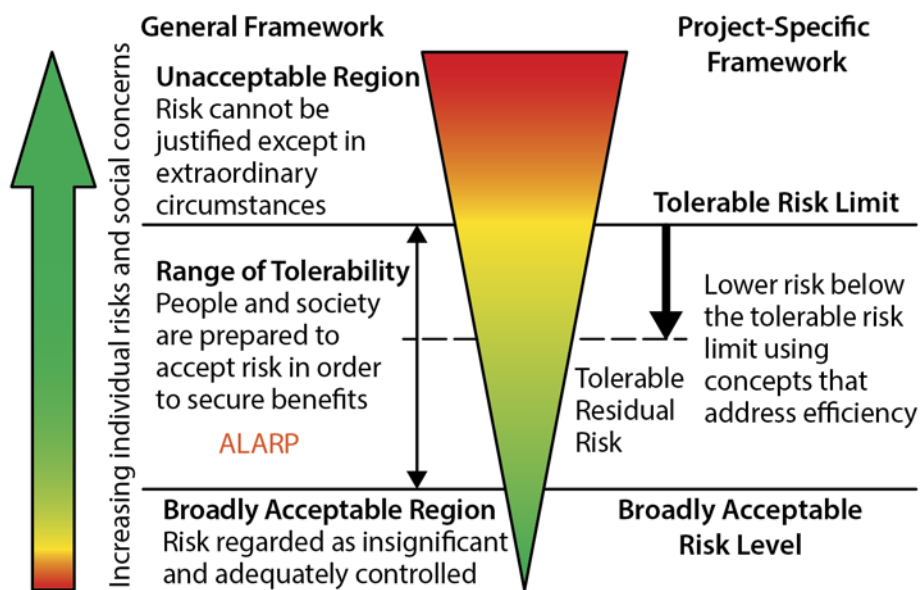 General Framework
Project-Specific
Framework
Increasing individual risks and social concerns
Unacceptable Region
Risk cannot be
justified except in
extraordinary
circumstances
Tolerable Risk Limit
Range of Tolerability
People and society
are prepared to
accept risk in order
to secure benefits
ALARP
Lower risk below
the tolerable risk
limit using
concepts that
address efficiency
Tolerable
Residual
Risk
Broadly Acceptable Region
Risk regarded as insignificant
and adequately controlled
Broadly Acceptable
Risk Level